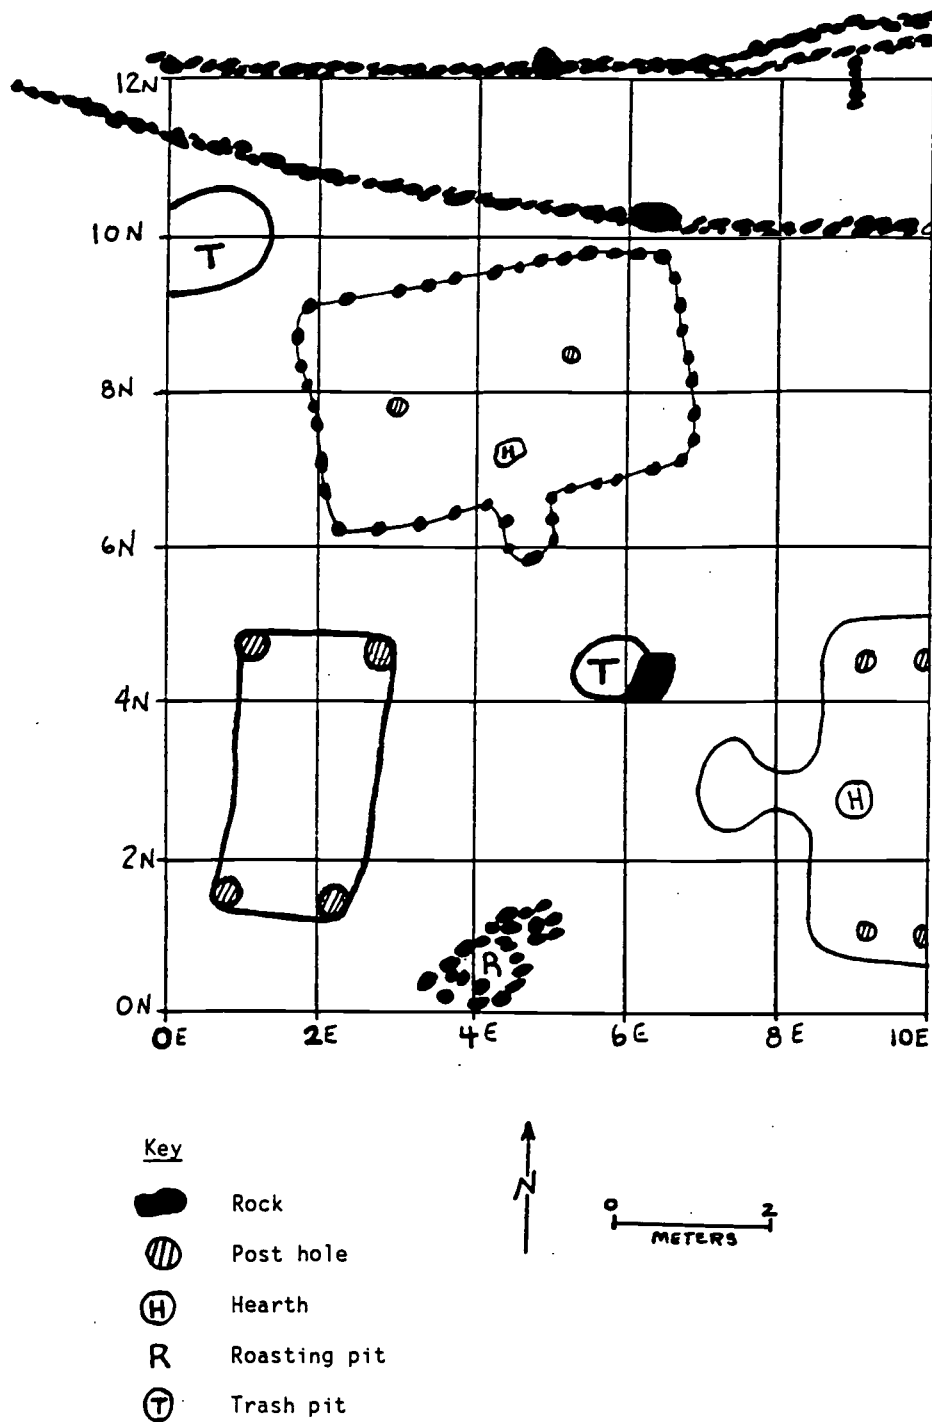 12N
10N
T
8N
H
6N
T
4N
H
2N
R
0N
0E 2E 4E 6E 8E 10E
Key
Rock
Post hole
H Hearth
R Roasting pit
T Trash pit
N
0 2
METERS